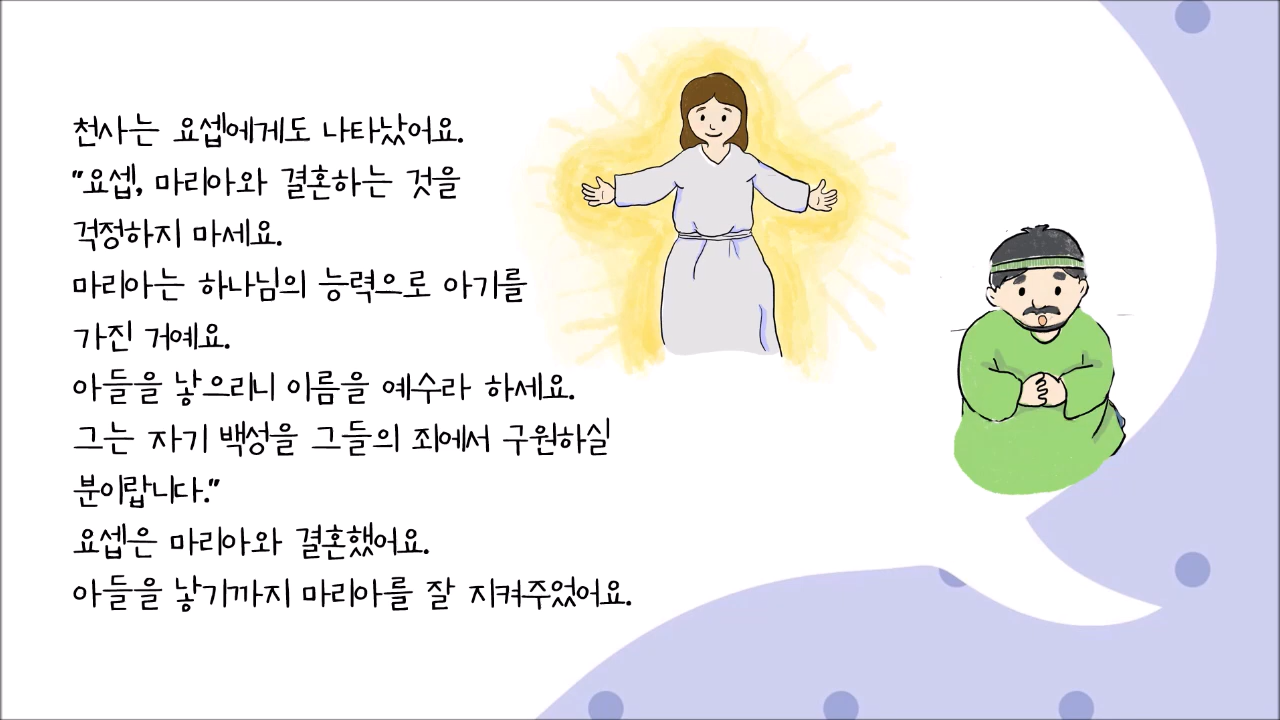 천사는 요셉에게도 나타났어요.
"요셉, 마리아와 결혼하는 것을
걱정하지 마세요.
마리아는 하나님의 능력으로 아기를
가진 거예요.
아들을 낳으리니 이름을 예수라 하세요.
그는 자기 백성을 그들의 죄에서 구원하실
분이랍니다."
요셉은 마리아와 결혼했어요.
아들을 낳기까지 마리아를 잘 지켜주었어요.